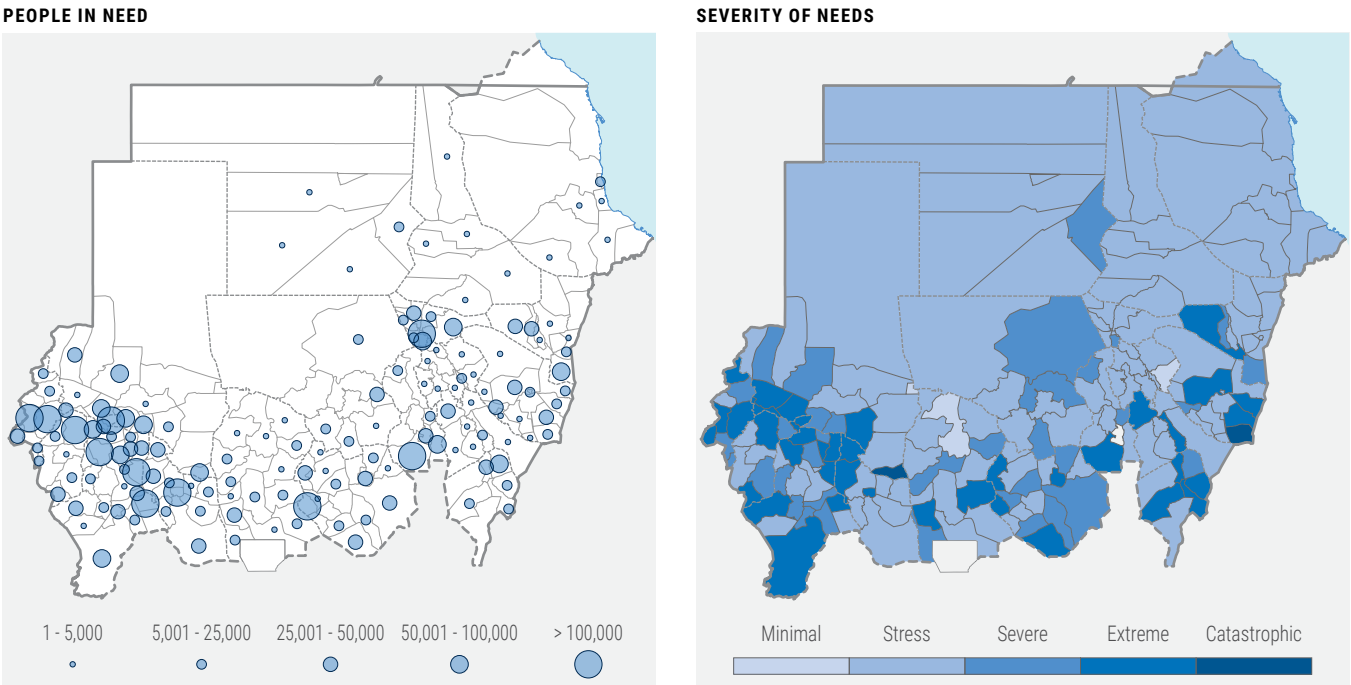 PEOPLE IN NEED
SEVERITY OF NEEDS
1 - 5,000 5,001 - 25,000 25,001 - 50,000 50,001 - 100,000 > 100,000
Minimal Stress Severe Extreme Catastrophic